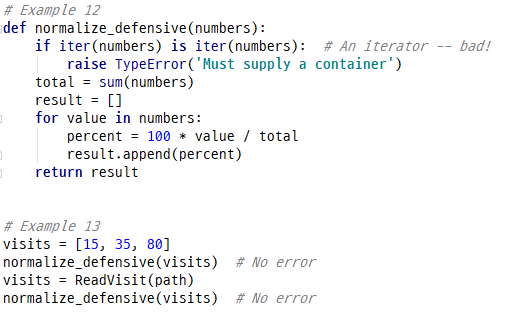 # Example 12
def normalize_defensive(numbers):
    if iter(numbers) is iter(numbers):  # An iterator -- bad!
        raise TypeError('Must supply a container')
    total = sum(numbers)
    result = []
    for value in numbers:
        percent = 100 * value / total
        result.append(percent)
    return result
# Example 13
visits = [15, 35, 80]
normalize_defensive(visits)  # No error
visits = ReadVisit(path)
normalize_defensive(visits)  # No error